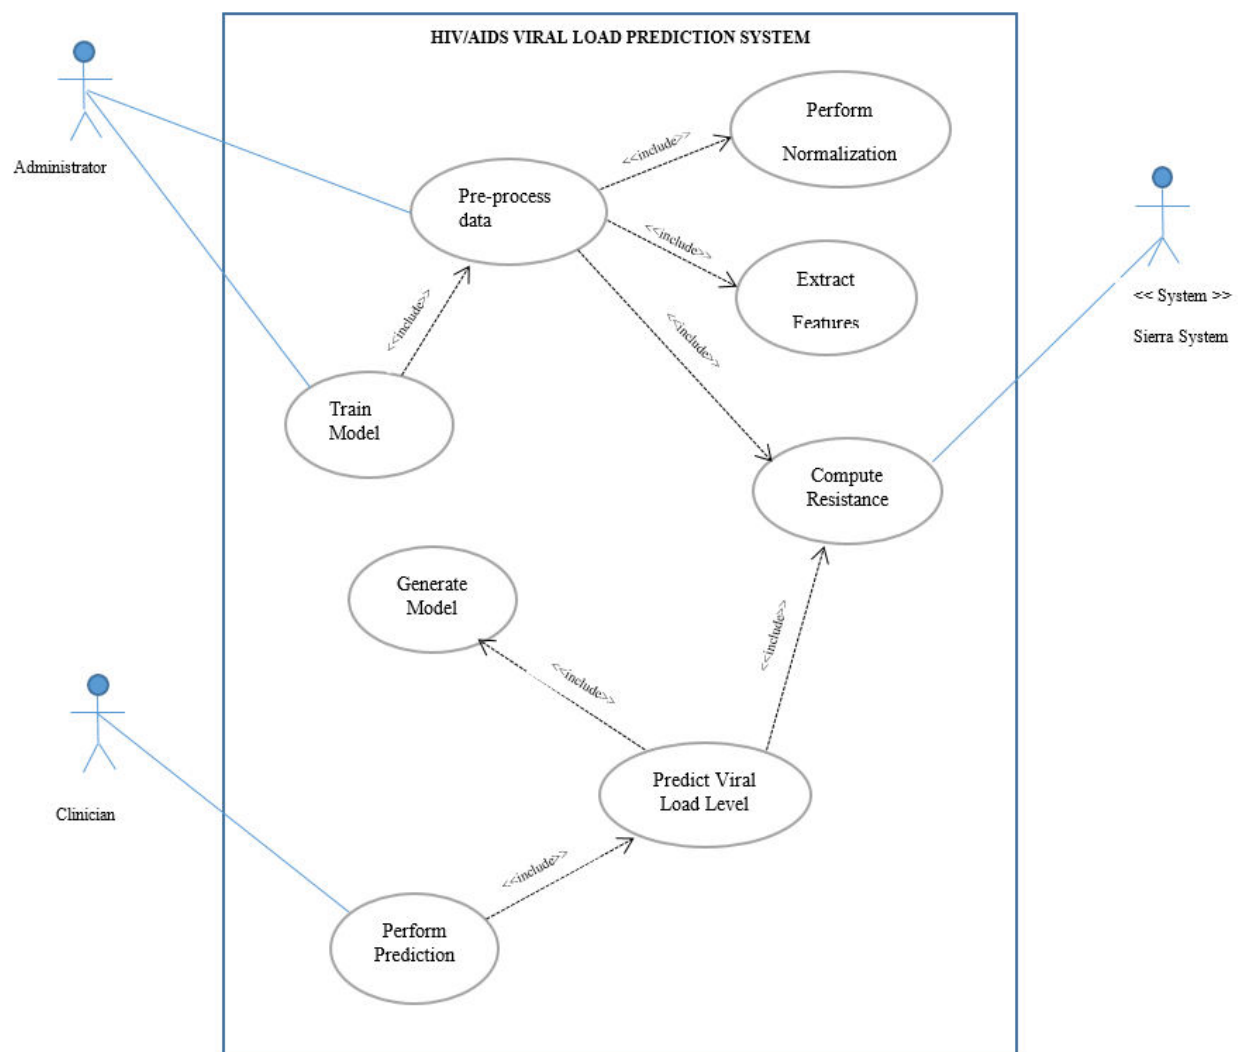 HIV/AIDS VIRAL LOAD PREDICTION SYSTEM
Administrator
Perform
Normalization
<<include>>
Pre-process
data
<<include>>
Extract
Features
<< System >>
Sierra System
<<include>>
<<include>>
Train
Model
Compute
Resistance
Generate
Model
<<include>>
<<include>>
Predict Viral
Load Level
Clinician
<<include>>
Perform
Prediction